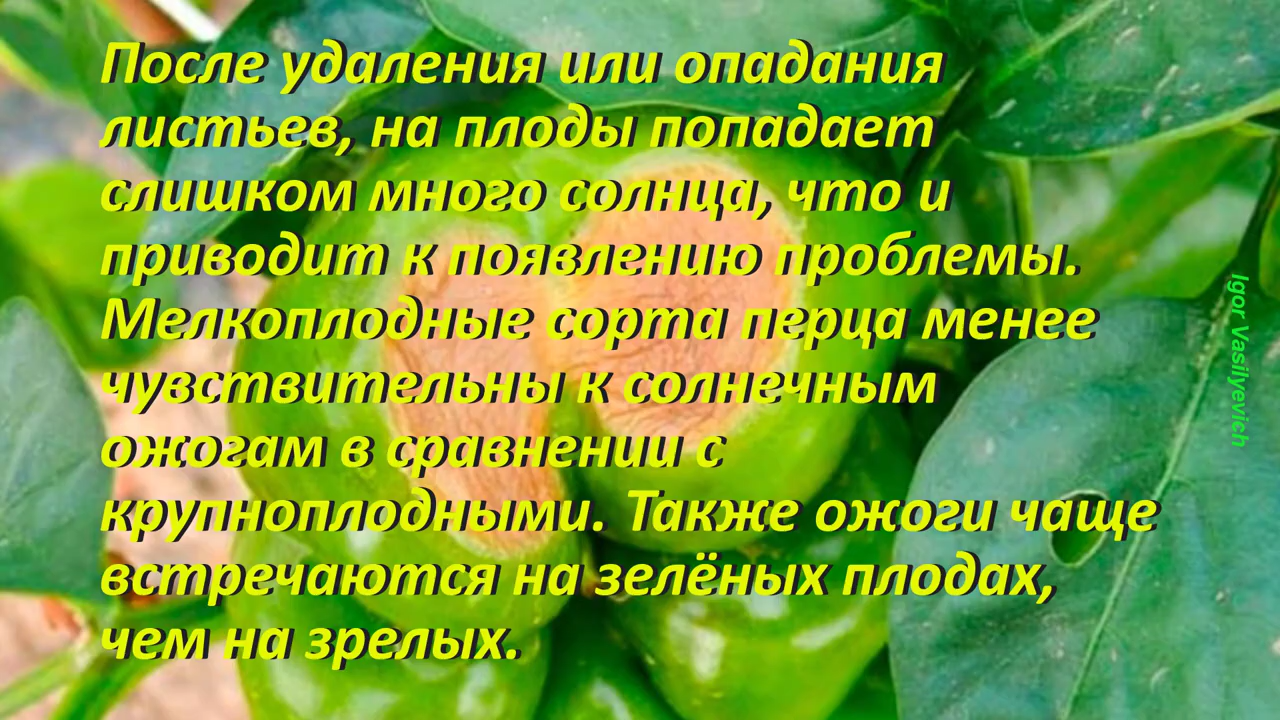 После удаления или опадания
листьев, на плоды попадает
слишком много солнца, что и
приводит к появлению проблемы.
Мелкоплодные сорта перца менее
чувствительны к солнечным
ожогам в сравнении с
крупноплодными. Также ожоги чаще
встречаются на зелёных плодах,
чем на зрелых.
Igor Vasilyevich